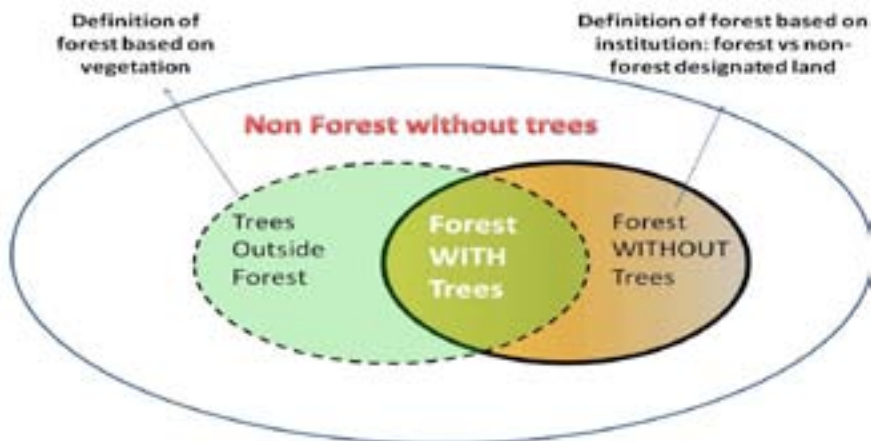 Definition of
forest based on
vegetation
Definition of forest based on
institution: forest vs non-
forest designated land
Non Forest without trees
Trees
Outside
Forest
Forest
WITH
Trees
Forest
WITHOUT
Trees